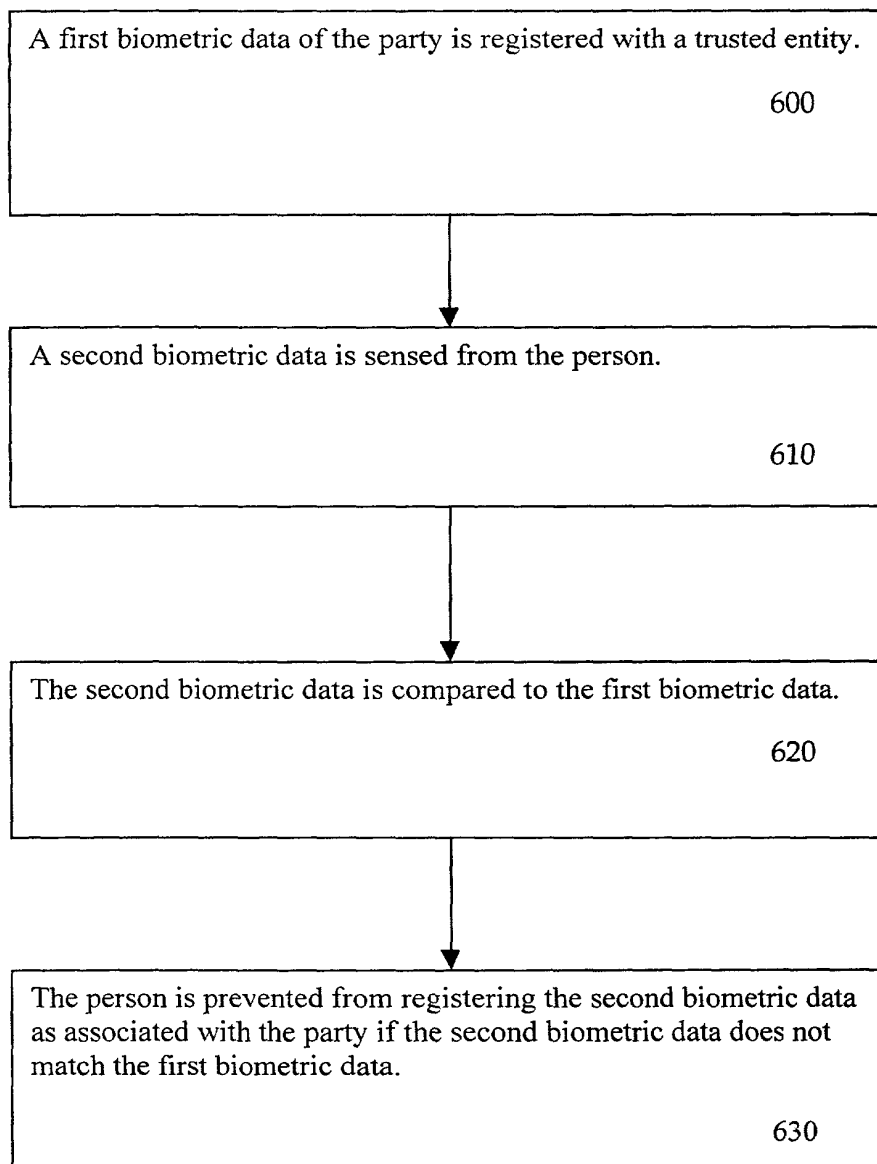 A first biometric data of the party is registered with a trusted entity.
600
A second biometric data is sensed from the person.
610
The second biometric data is compared to the first biometric data.
620
The person is prevented from registering the second biometric data
as associated with the party if the second biometric data does not
match the first biometric data.
630